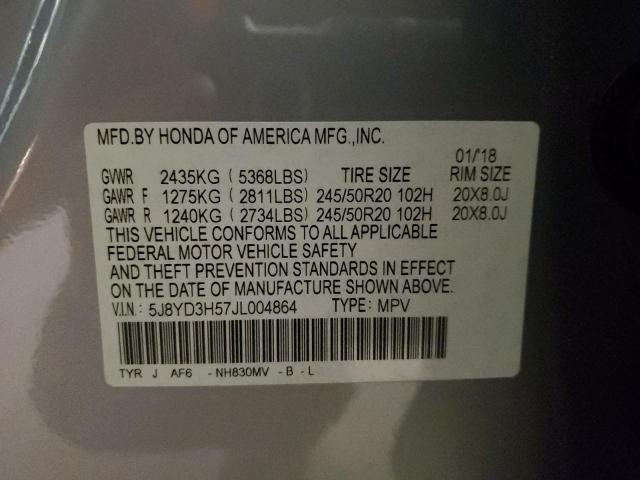 MFD.BY HONDA OF AMERICA MFG.,INC.
01/'18
GVWR 2435KG ( 5368LBS) TIRE SIZE RIM SIZE
GAWR F 1275KG ( 2811LBS) 245/50R20 102H 20X8.0J
GAWR R 1240KG ( 2734LBS) 245/50R20 102H 20X8.0J
THIS VEHICLE CONFORMS TO ALL APPLICABLE
FEDERAL MOTOR VEHICLE SAFETY
AND THEFT PREVENTION STANDARDS IN EFFECT
ON THE DATE OF MANUFACTURE SHOWN ABOVE.
V.I.N.: 5J8YD3H57JL004864 TYPE: MPV
TYR J AF6 - NH830MV - B - L